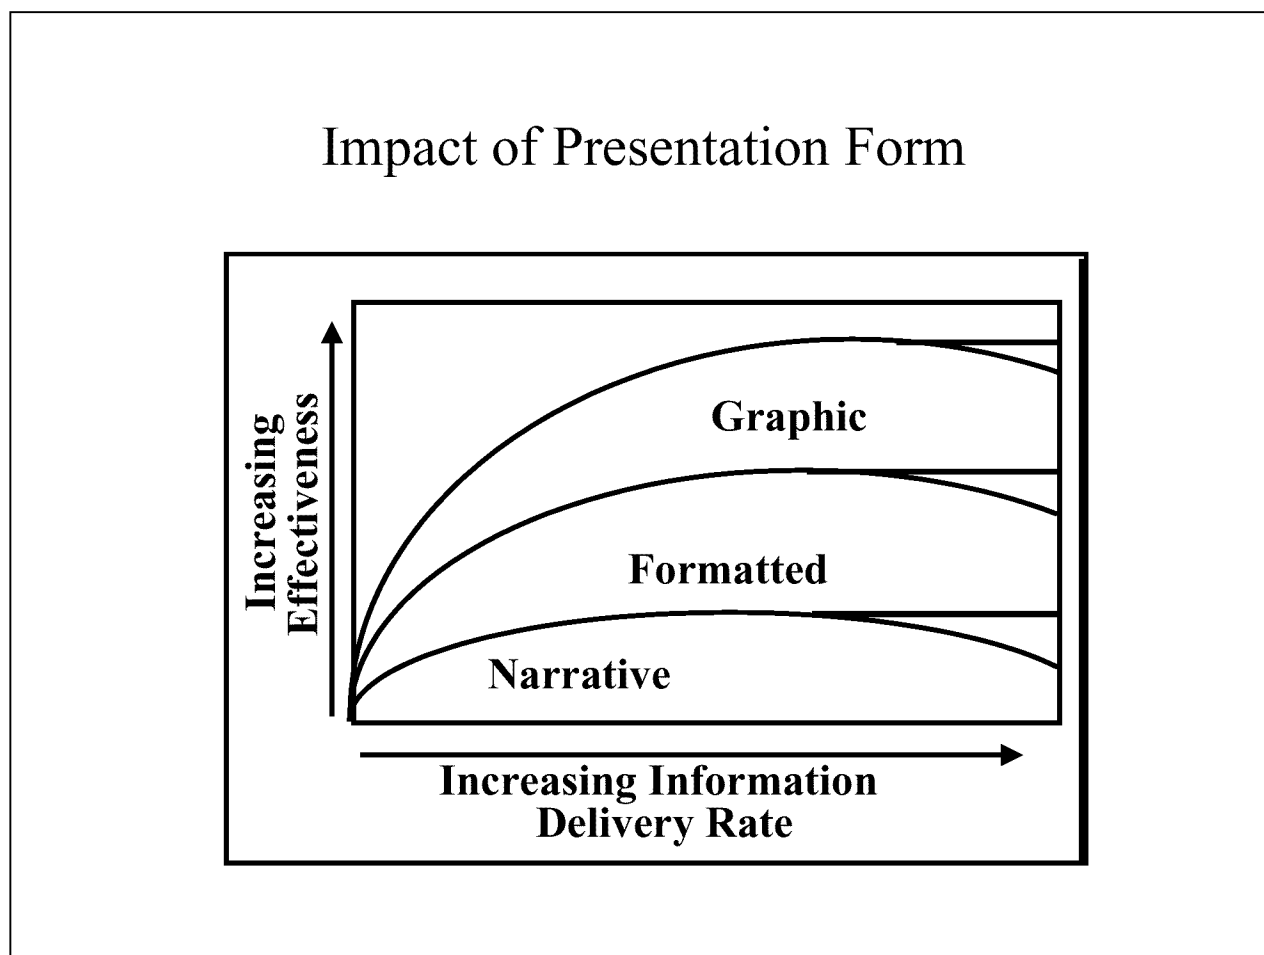 Impact of Presentation Form
Increasing
Effectiveness
Graphic
Formatted
Narrative
Increasing Information
Delivery Rate